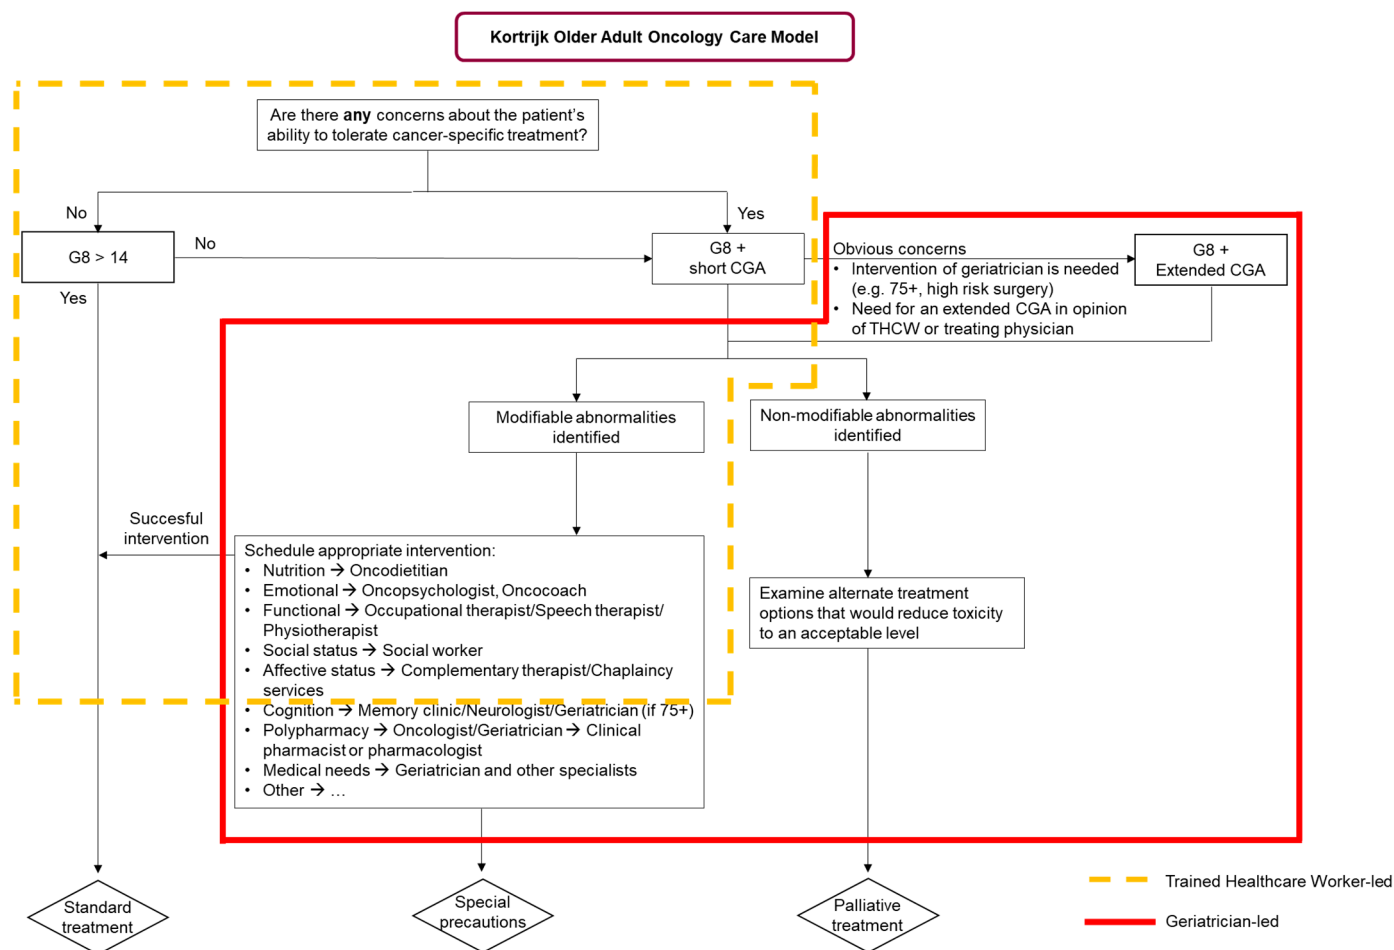 Kortrijk Older Adult Oncology Care Model
Are there any concerns about the patient's
ability to tolerate cancer-specific treatment?
No
Yes
G8 > 14
No
G8 +
short CGA
Obvious concerns
• Intervention of geriatrician is needed
(e.g. 75+, high risk surgery)
• Need for an extended CGA in opinion
of THCW or treating physician
G8 +
Extended CGA
Yes
Modifiable abnormalities
identified
Non-modifiable abnormalities
identified
Succesful
intervention
Schedule appropriate intervention:
• Nutrition → Oncodietitian
• Emotional → Oncopsychologist, Oncocoach
• Functional → Occupational therapist/Speech therapist/
Physiotherapist
• Social status → Social worker
• Affective status → Complementary therapist/Chaplaincy
services
• Cognition → Memory clinic/Neurologist/Geriatrician (if 75+)
• Polypharmacy → Oncologist/Geriatrician → Clinical
pharmacist or pharmacologist
• Medical needs → Geriatrician and other specialists
• Other → …
Examine alternate treatment
options that would reduce toxicity
to an acceptable level
Standard
treatment
Special
precautions
Palliative
treatment
Trained Healthcare Worker-led
Geriatrician-led